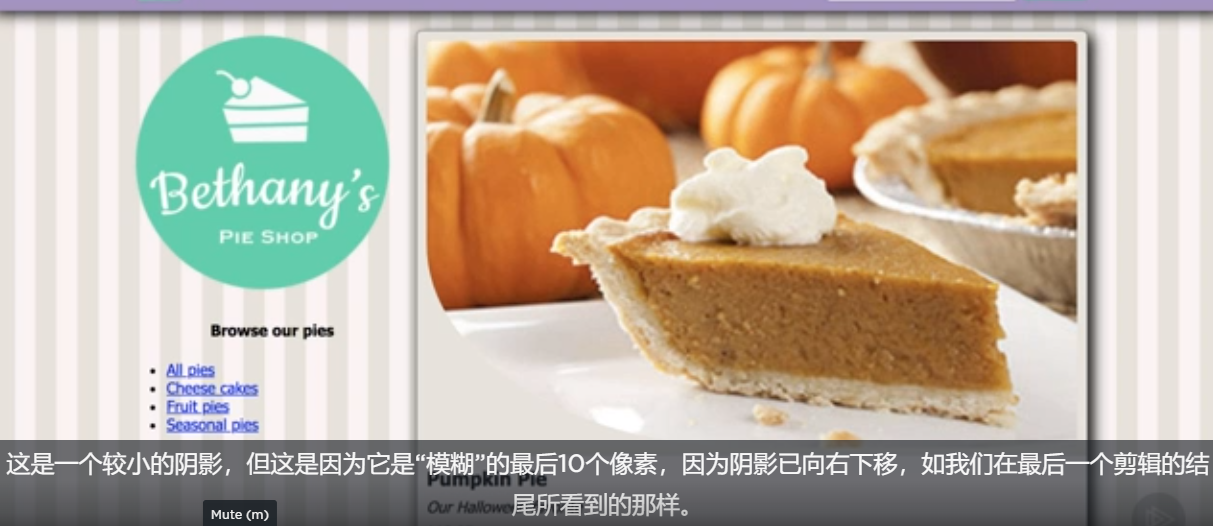 Bethany's
PIE SHOP
Browse our pies
All pies
Cheese cakes
Fruit pies
Seasonal pies
Pumpkin Pie
这是一个较小的阴影，但这是因为它是“模糊”的最后10个像素，因为阴影已向右下移，如我们在最后一个剪辑的结
尾所看到的那样。
Our Hallowe
Mute (m)